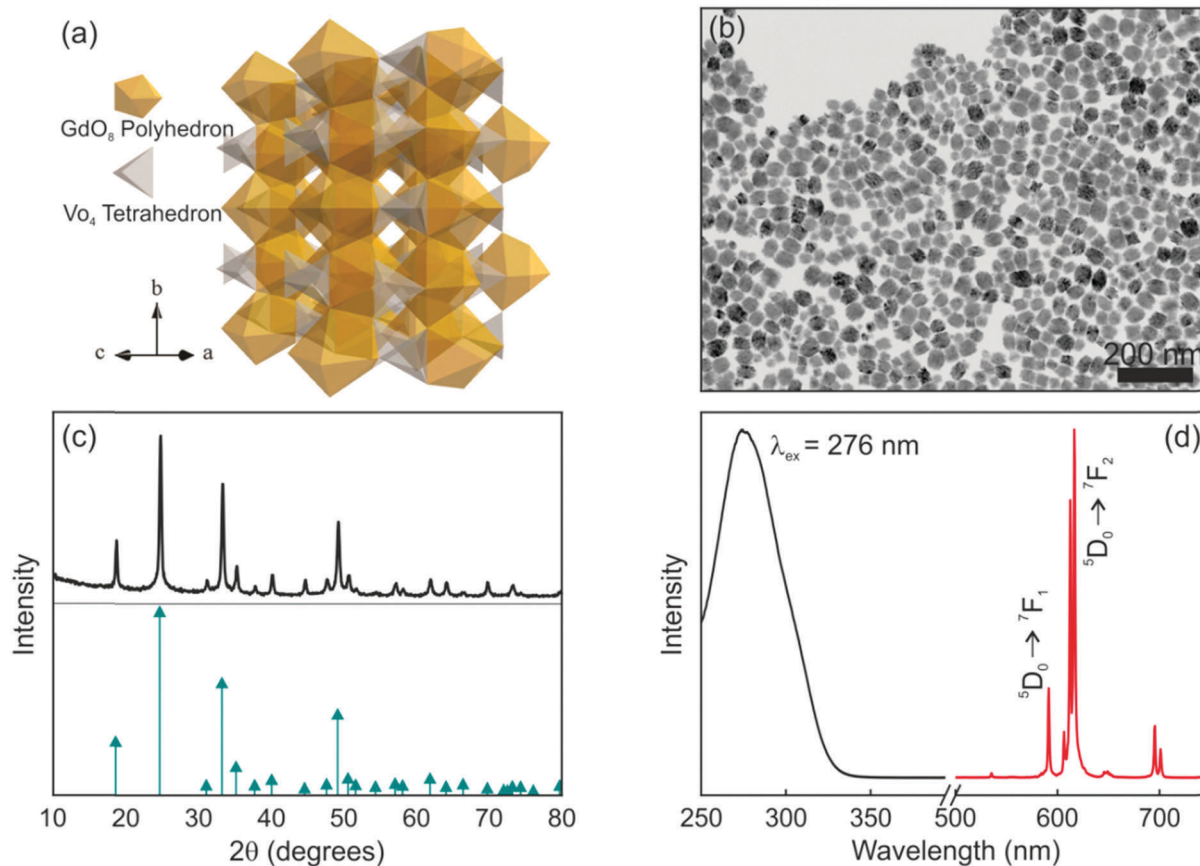 (a)
GdO₈ Polyhedron
Vo₄ Tetrahedron
b
c
a
(b)
200 nm
(c)
Intensity
10 20 30 40 50 60 70 80
2θ (degrees)
(d)
λex = 276 nm
⁵D₀ → ⁷F₁
⁵D₀ → ⁷F₂
Intensity
250 300 350 500 600 700
Wavelength (nm)